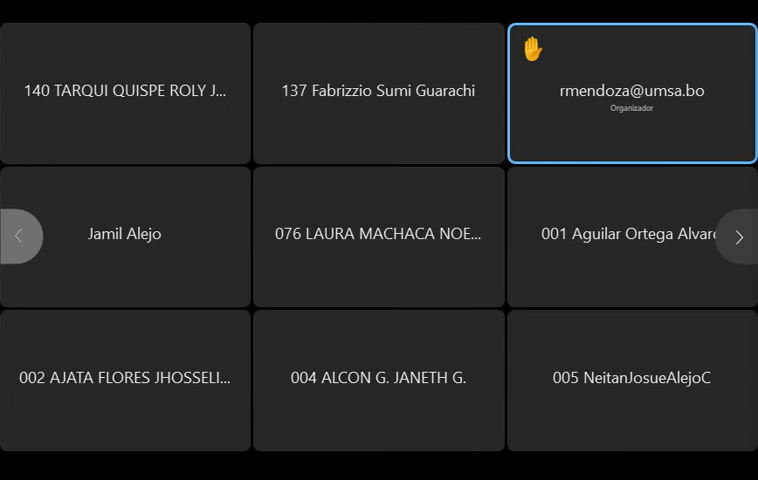 140 TARQUI QUISPE ROLY J...
137 Fabrizzio Sumi Guarachi
rmendoza@umsa.bo
Organizador
Jamil Alejo
076 LAURA MACHACA NOE...
001 Aguilar Ortega Alvaro
002 AJATA FLORES JHOSSELI...
004 ALCON G. JANETH G.
005 NeitanJosueAlejoC